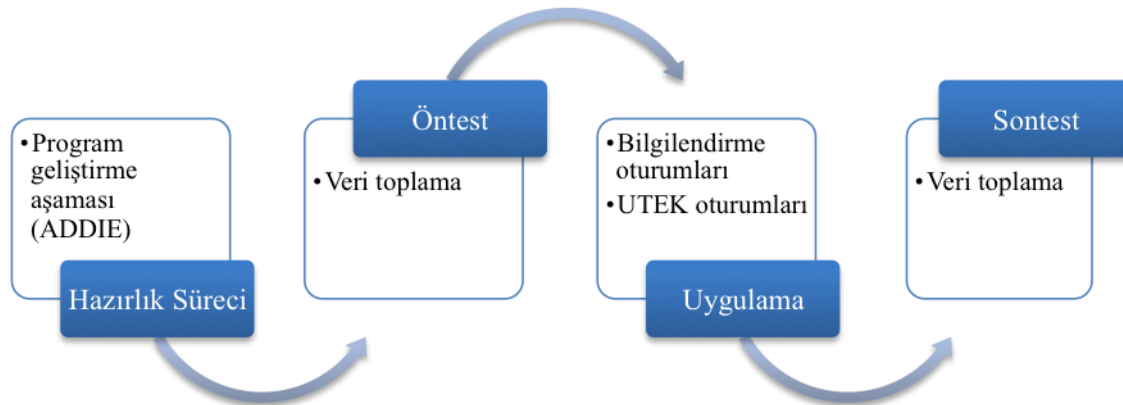 •Program
geliştirme
aşaması
(ADDIE)
Hazırlık Süreci
Öntest
•Veri toplama
•Bilgilendirme
oturumları
•UTEK oturumları
Uygulama
Sontest
•Veri toplama